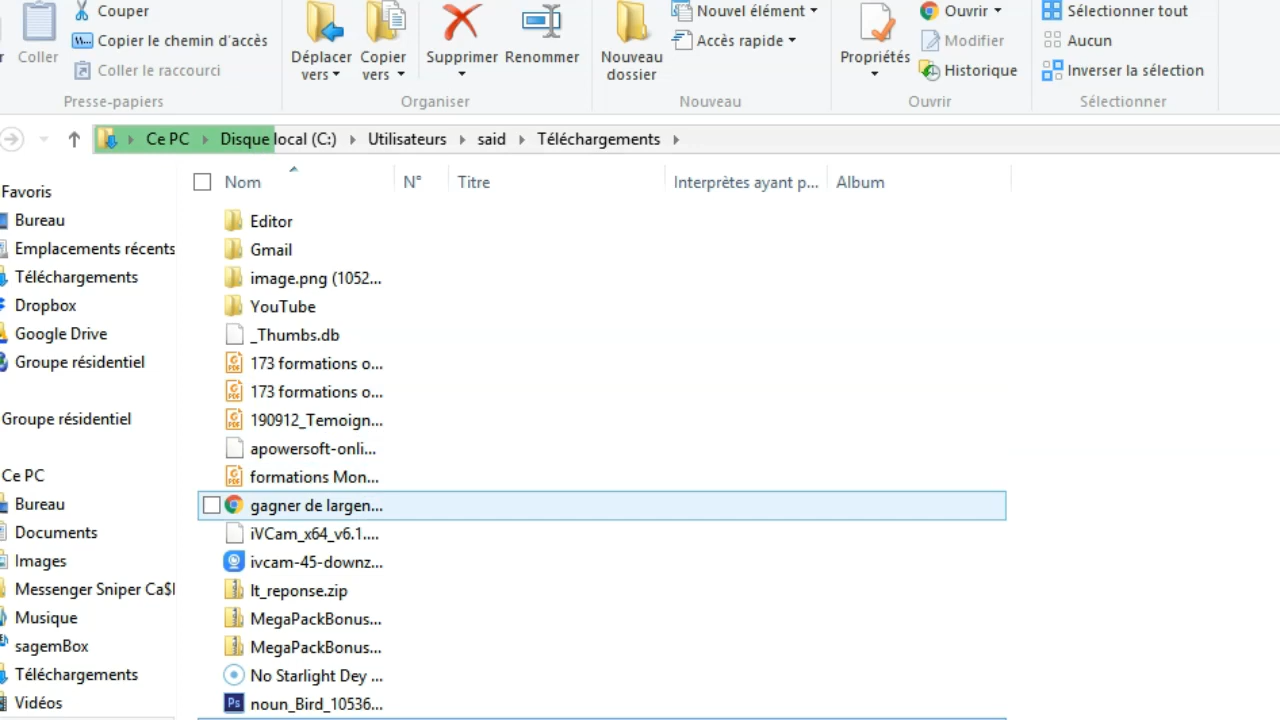 Couper
Coller
Copier le chemin d'accès
Coller le raccourci
Presse-papiers
Déplacer vers
Copier vers
Supprimer
Renommer
Organiser
Nouveau dossier
Nouvel élément
Accès rapide
Nouveau
Propriétés
Ouvrir
Modifier
Historique
Ouvrir
Sélectionner tout
Aucun
Inverser la sélection
Sélectionner
Ce PC Disque local (C:) Utilisateurs said Téléchargements
Nom N° Titre Interprètes ayant p... Album
Favoris
Bureau
Emplacements récents
Téléchargements
Dropbox
Google Drive
Groupe résidentiel
Groupe résidentiel
Ce PC
Bureau
Documents
Images
Messenger Sniper Ca$
Musique
sagemBox
Téléchargements
Vidéos
Editor
Gmail
image.png (1052...
YouTube
_Thumbs.db
173 formations o...
173 formations o...
190912_Temoign...
apowersoft-onli...
formations Mon...
gagner de largen...
iVCam_x64_v6.1....
ivcam-45-downz...
lt_reponse.zip
MegaPackBonus...
MegaPackBonus...
No Starlight Dey ...
noun_Bird_10536...